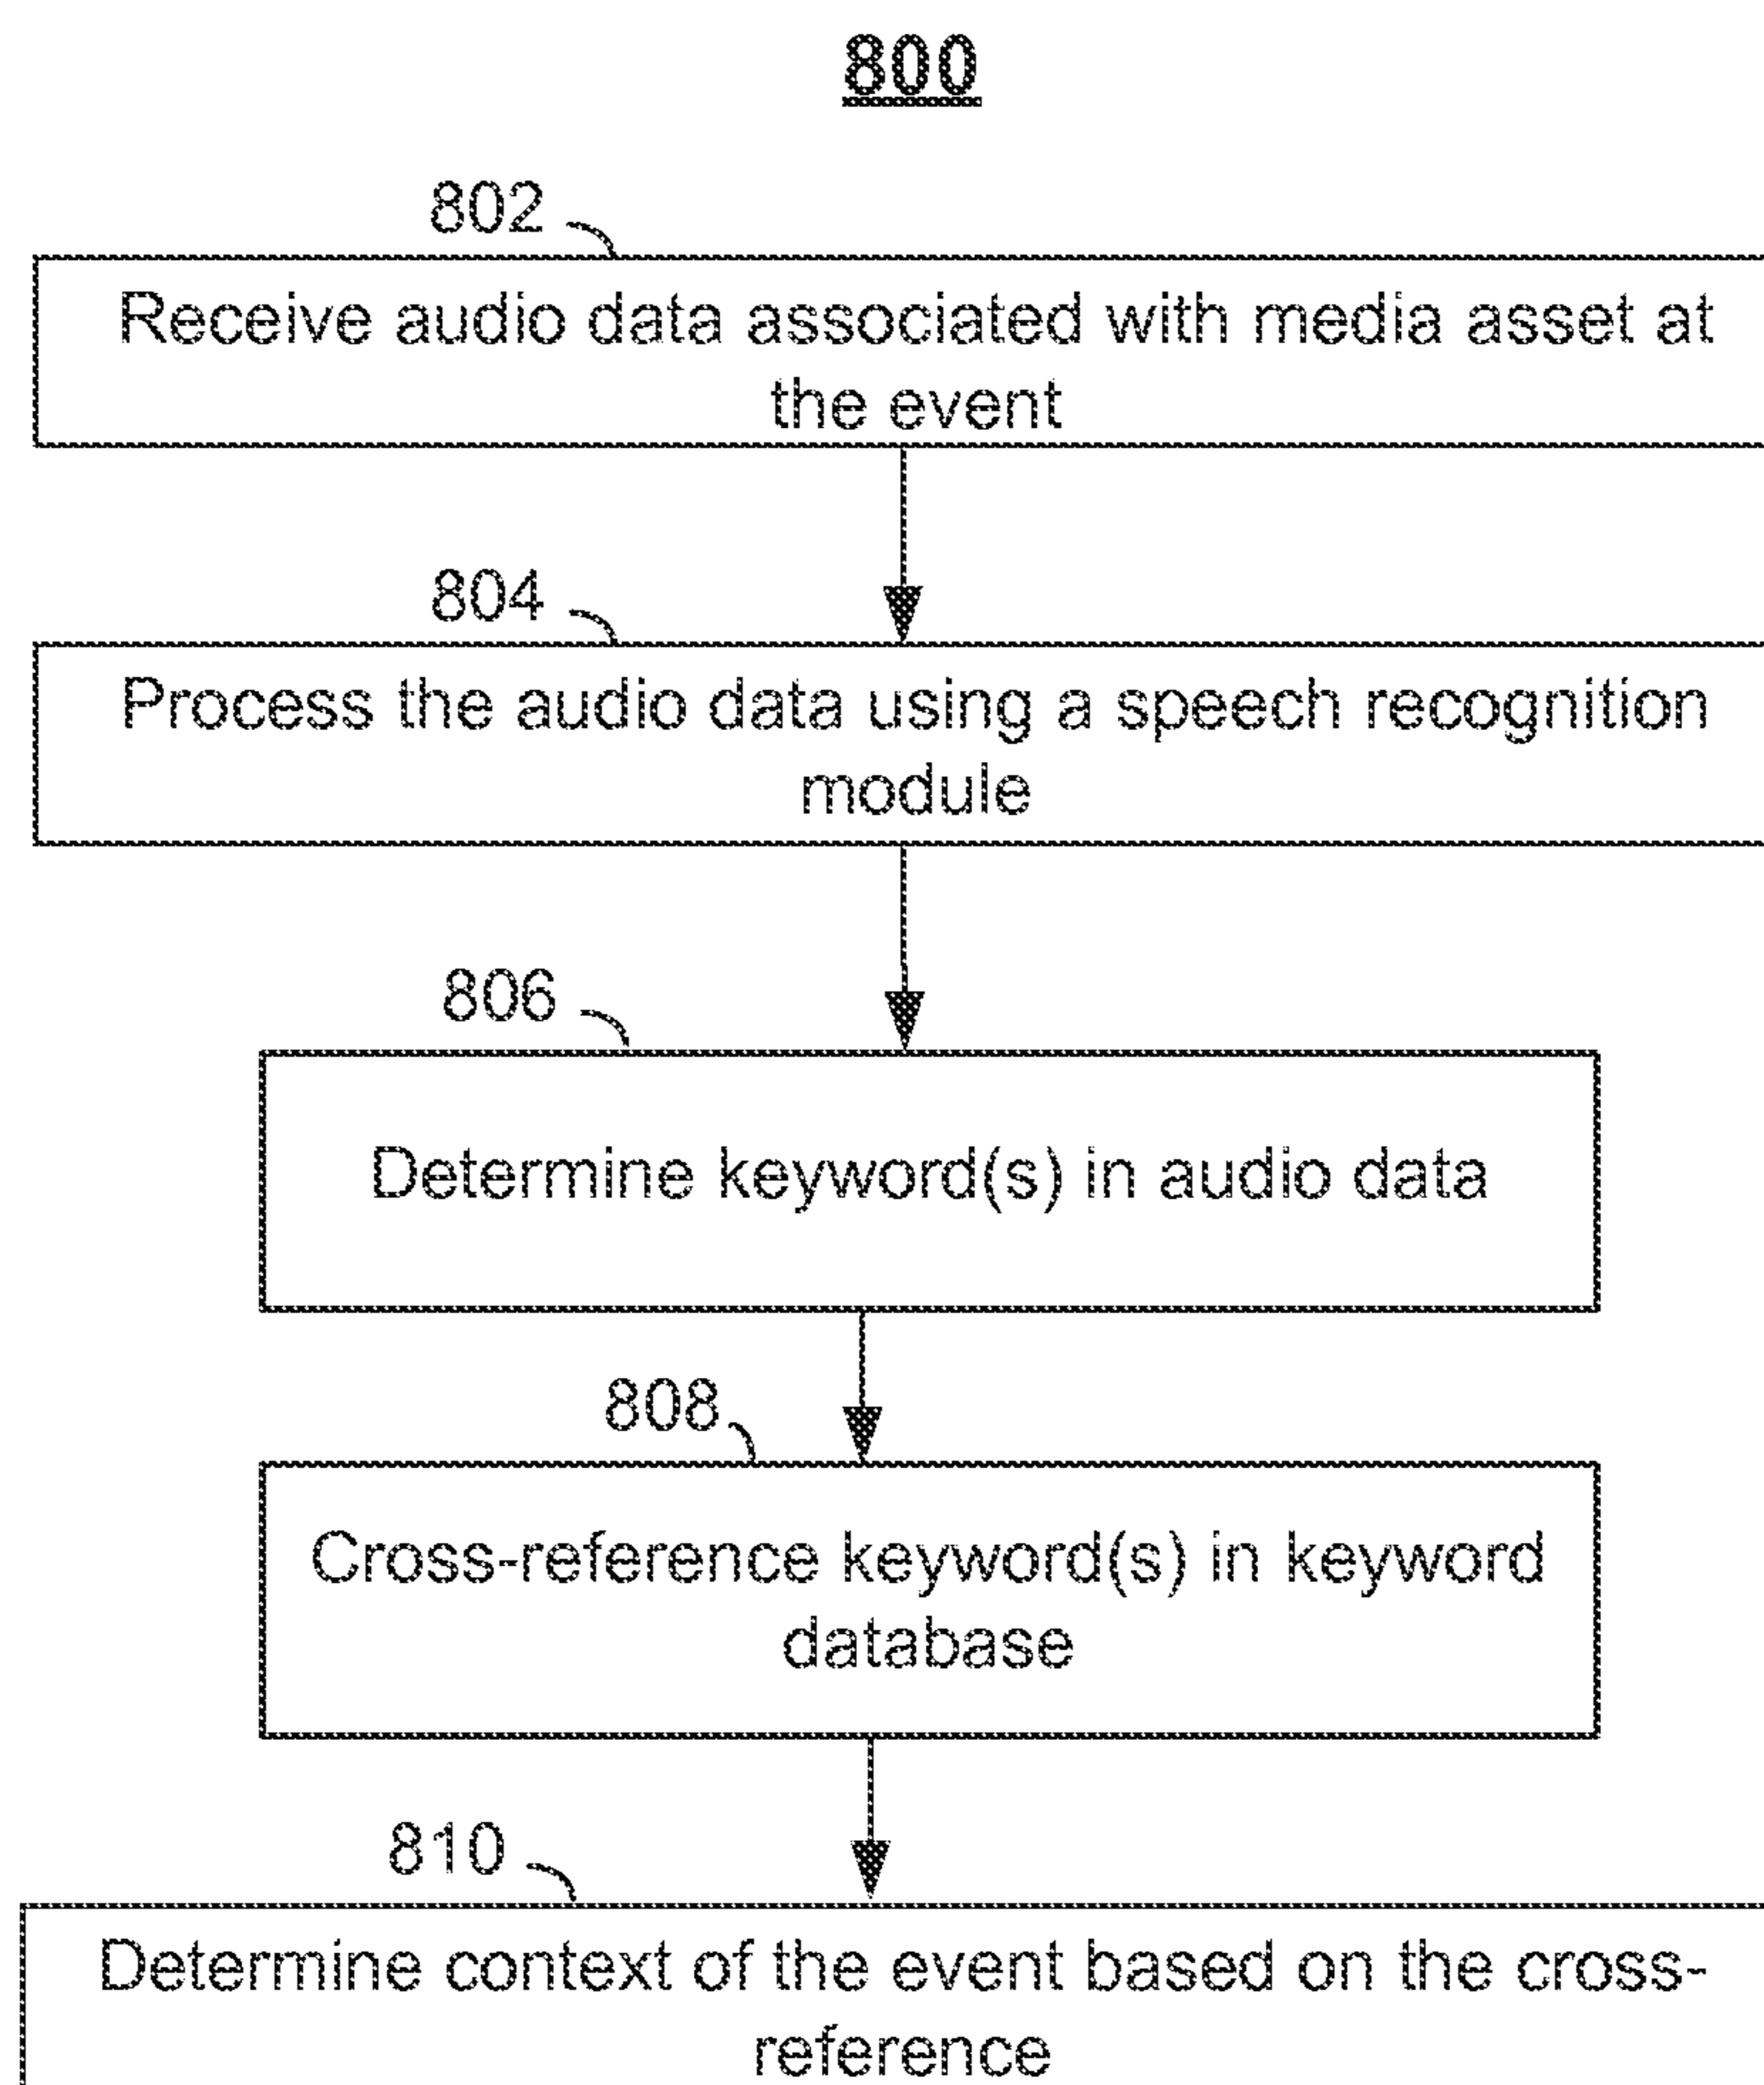 800
802
Receive audio data associated with media asset at
the event
804
Process the audio data using a speech recognition
module
806
Determine keyword(s) in audio data
808
Cross-reference keyword(s) in keyword
database
810
Determine context of the event based on the cross-
reference